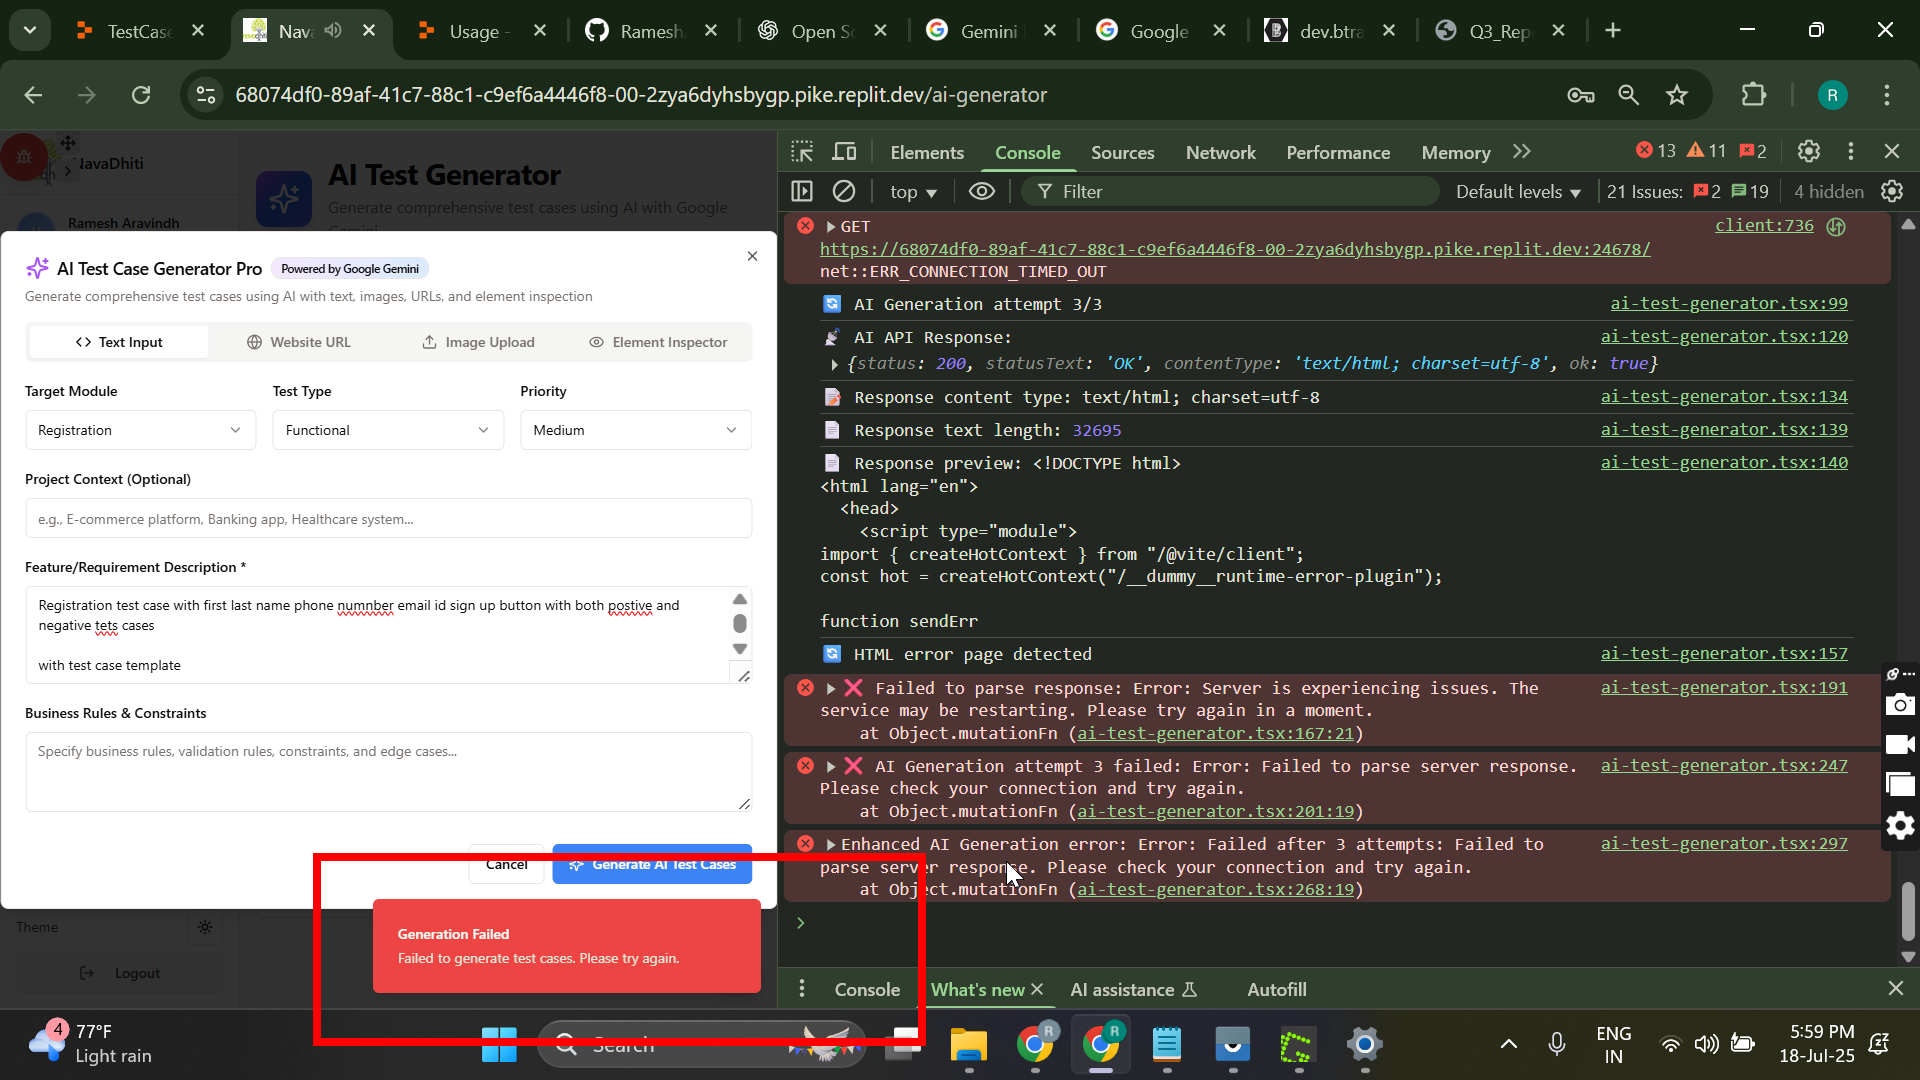 TestCase
Nava
Usage -
Ramesh
Open So
Gemini
Google
dev.btra
Q3_Rep
68074df0-89af-41c7-88c1-c9ef6a4446f8-00-2zya6dyhsbygp.pike.replit.dev/ai-generator
R
NavaDhiti
Ramesh Aravindh
AI Test Generator
Generate comprehensive test cases using AI with Google
Gemini
AI Test Case Generator Pro
Powered by Google Gemini
Generate comprehensive test cases using AI with text, images, URLs, and element inspection
<> Text Input
Website URL
Image Upload
Element Inspector
Target Module
Test Type
Priority
Registration
Functional
Medium
Project Context (Optional)
e.g., E-commerce platform, Banking app, Healthcare system...
Feature/Requirement Description *
Registration test case with first last name phone numnber email id sign up button with both postive and
negative tets cases
with test case template
Business Rules & Constraints
Specify business rules, validation rules, constraints, and edge cases...
Cancel
Generate AI Test Cases
Generation Failed
Failed to generate test cases. Please try again.
Theme
Logout
Elements
Console
Sources
Network
Performance
Memory
13
11
2
top
Filter
Default levels
21 Issues:
2
19
4 hidden
GET
client:736
https://68074df0-89af-41c7-88c1-c9ef6a4446f8-00-2zya6dyhsbygp.pike.replit.dev:24678/
net::ERR_CONNECTION_TIMED_OUT
AI Generation attempt 3/3
ai-test-generator.tsx:99
AI API Response:
ai-test-generator.tsx:120
{status: 200, statusText: 'OK', contentType: 'text/html; charset=utf-8', ok: true}
Response content type: text/html; charset=utf-8
ai-test-generator.tsx:134
Response text length: 32695
ai-test-generator.tsx:139
Response preview: <!DOCTYPE html>
ai-test-generator.tsx:140
<html lang="en">
<head>
<script type="module">
import { createHotContext } from "/@vite/client";
const hot = createHotContext("/__dummy__runtime-error-plugin");
function sendErr
HTML error page detected
ai-test-generator.tsx:157
Failed to parse response: Error: Server is experiencing issues. The
ai-test-generator.tsx:191
service may be restarting. Please try again in a moment.
at Object.mutationFn (ai-test-generator.tsx:167:21)
AI Generation attempt 3 failed: Error: Failed to parse server response.
ai-test-generator.tsx:247
Please check your connection and try again.
at Object.mutationFn (ai-test-generator.tsx:201:19)
Enhanced AI Generation error: Error: Failed after 3 attempts: Failed to
ai-test-generator.tsx:297
parse server response. Please check your connection and try again.
at Object.mutationFn (ai-test-generator.tsx:268:19)
Console
What's new
AI assistance
Autofill
4
77°F
Light rain
Search
R
R
ENG
IN
5:59 PM
18-Jul-25